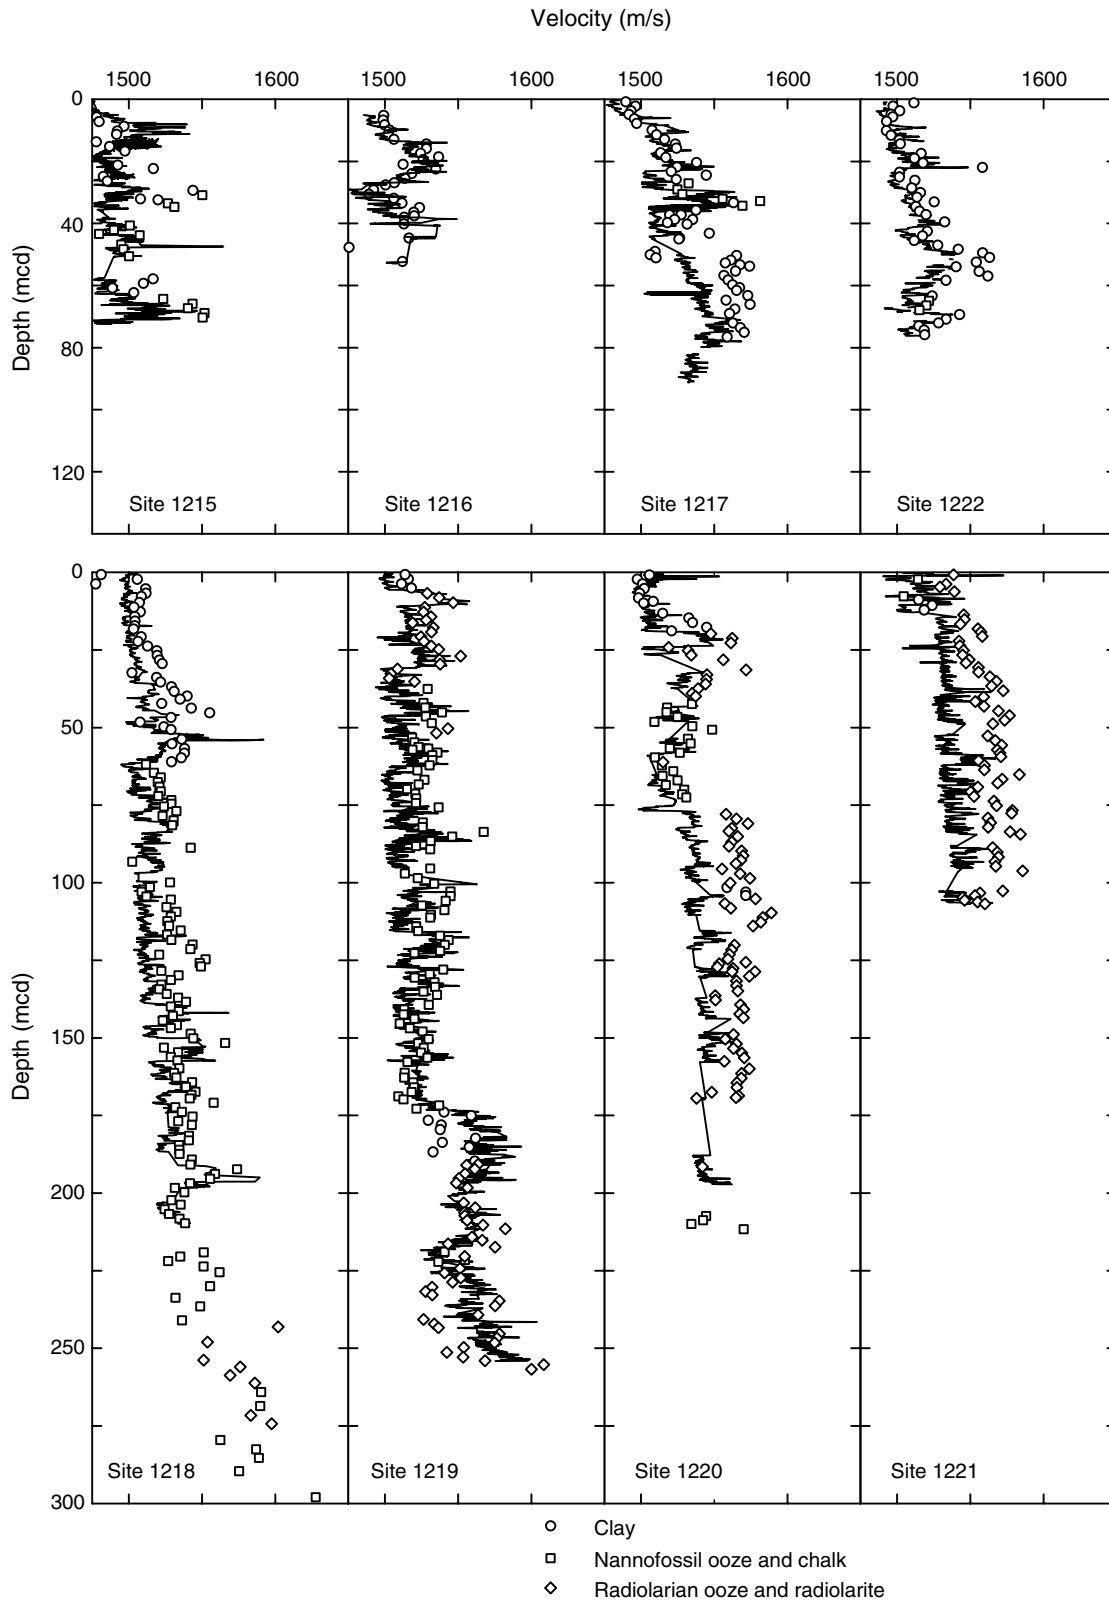 Velocity (m/s)
1500 1600 1500 1600 1500 1600 1500 1600
0
40
80
120
Depth (mcd)
Site 1215 Site 1216 Site 1217 Site 1222
0
50
100
150
200
250
300
Depth (mcd)
Site 1218 Site 1219 Site 1220 Site 1221
Clay
Nannofossil ooze and chalk
Radiolarian ooze and radiolarite